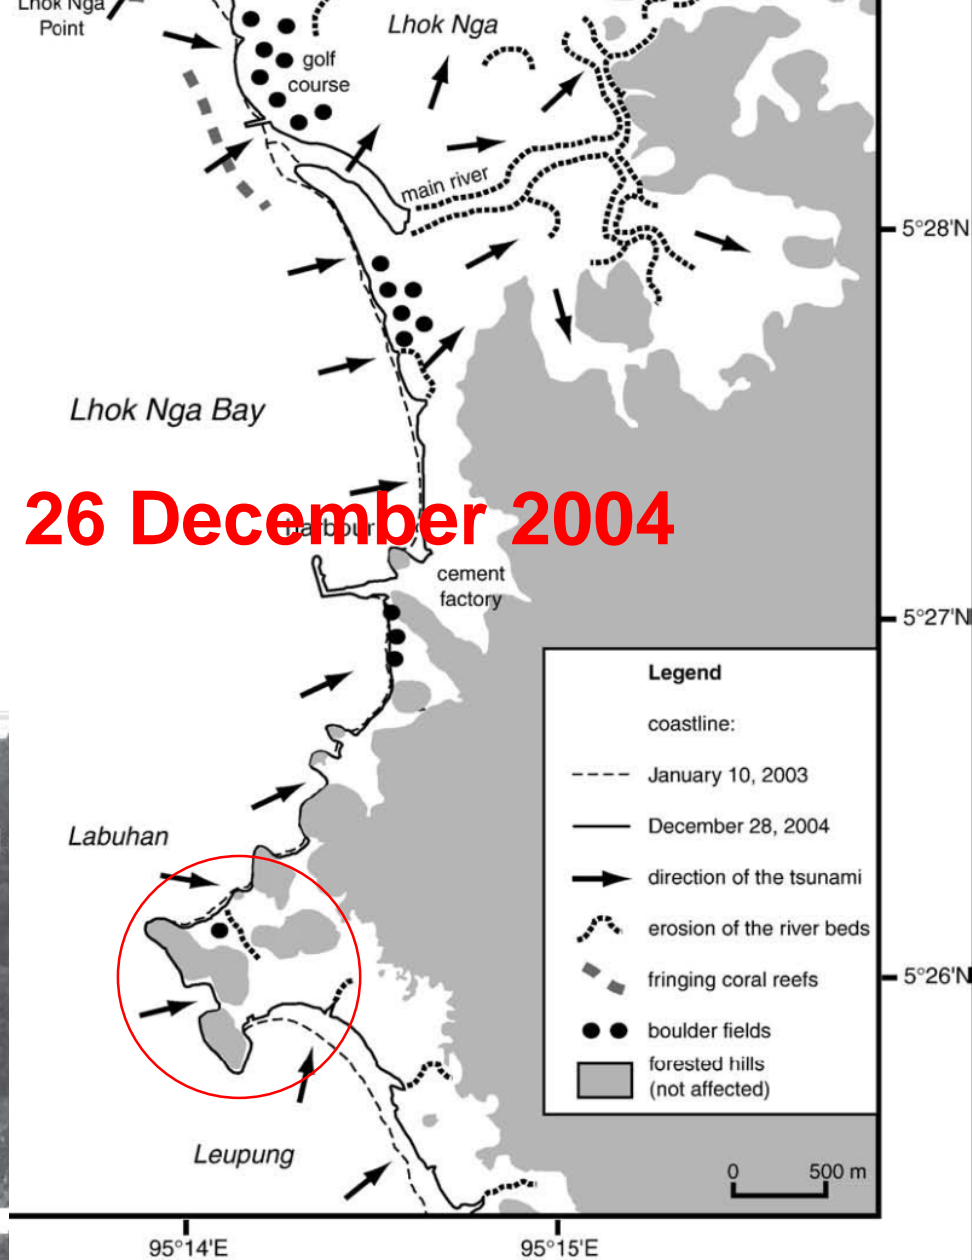 Lhok Nga
Point
Lhok Nga
golf
course
main river
5°28'N
Lhok Nga Bay
26 December 2004
harbour
cement
factory
5°27'N
Legend
coastline:
January 10, 2003
December 28, 2004
direction of the tsunami
erosion of the river beds
fringing coral reefs
boulder fields
forested hills
(not affected)
Labuhan
5°26'N
Leupung
0 500 m
95°14'E 95°15'E